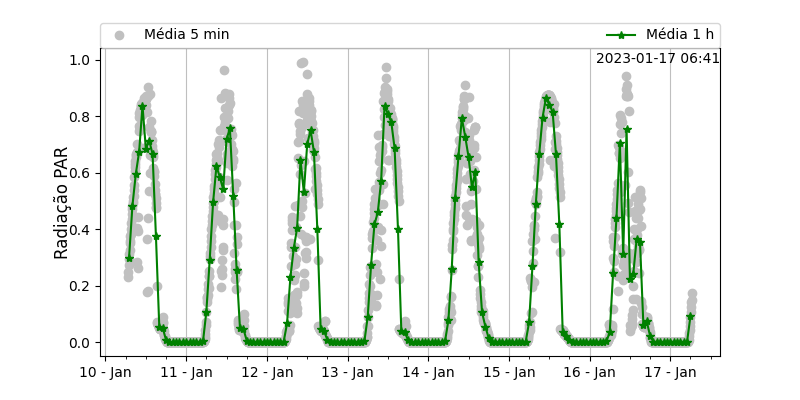 Média 5 min
Média 1 h
2023-01-17 06:41
Radiação PAR
1.0
0.8
0.6
0.4
0.2
0.0
10 - Jan
11 - Jan
12 - Jan
13 - Jan
14 - Jan
15 - Jan
16 - Jan
17 - Jan